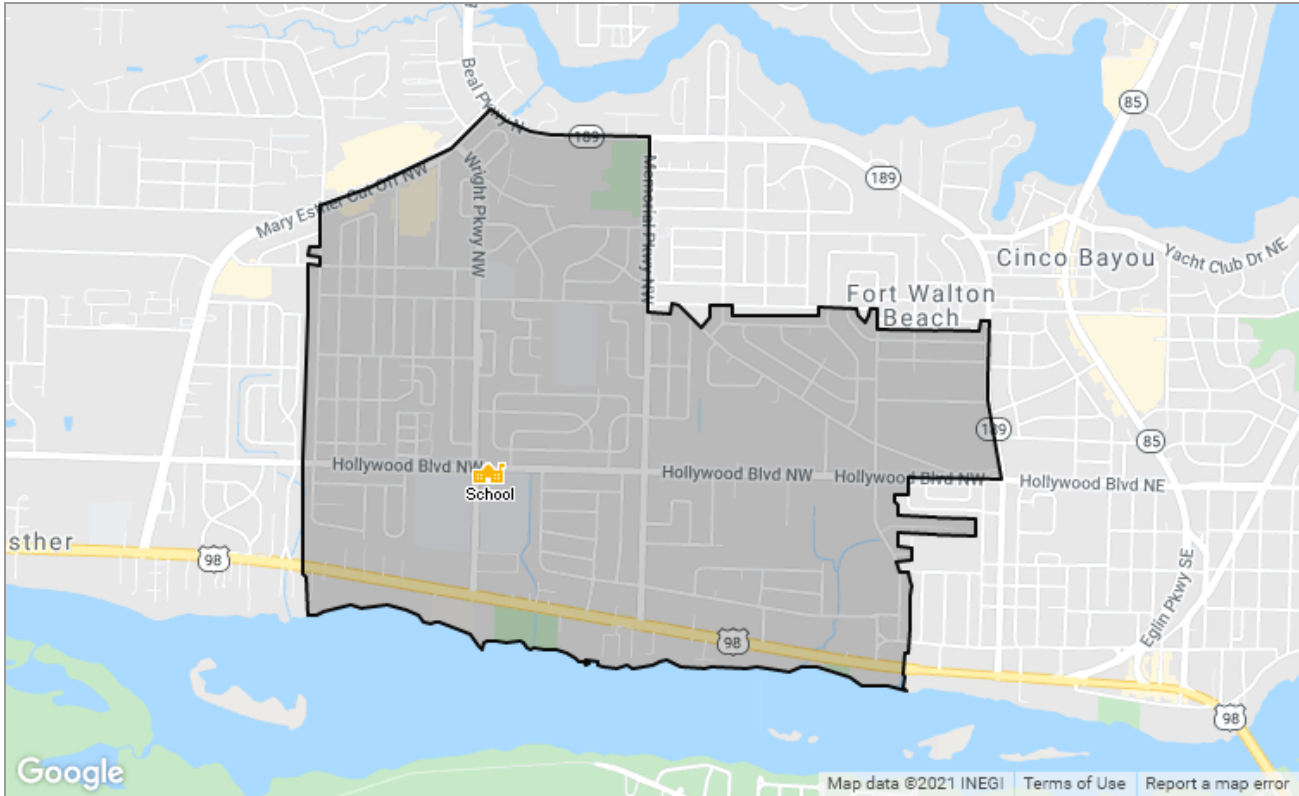 Beal Pkwy N
85
189
189
Wright Pkwy NW
Memorial Pkwy NW
Mary Esther Cut Off NW
Cinco Bayou
Yacht Club Dr NE
Fort Walton
Beach
189
85
Hollywood Blvd NW
Hollywood Blvd NW
Hollywood Blvd NW
Hollywood Blvd NE
School
sther
98
Eglin Pkwy SE
98
98
Google
Map data ©2021 INEGI
Terms of Use
Report a map error